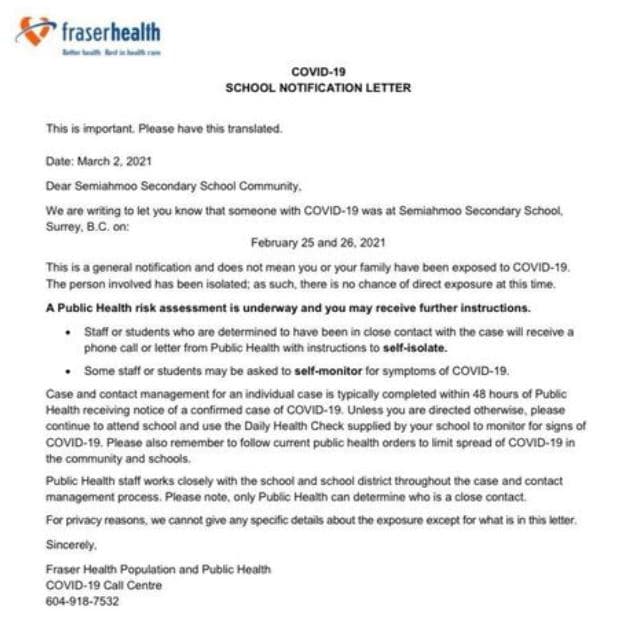 fraserhealth
Better health. Best in health care.
COVID-19
SCHOOL NOTIFICATION LETTER
This is important. Please have this translated.
Date: March 2, 2021
Dear Semiahmoo Secondary School Community,
We are writing to let you know that someone with COVID-19 was at Semiahmoo Secondary School,
Surrey, B.C. on:
February 25 and 26, 2021
This is a general notification and does not mean you or your family have been exposed to COVID-19.
The person involved has been isolated; as such, there is no chance of direct exposure at this time.
A Public Health risk assessment is underway and you may receive further instructions.
• Staff or students who are determined to have been in close contact with the case will receive a
phone call or letter from Public Health with instructions to self-isolate.
• Some staff or students may be asked to self-monitor for symptoms of COVID-19.
Case and contact management for an individual case is typically completed within 48 hours of Public
Health receiving notice of a confirmed case of COVID-19. Unless you are directed otherwise, please
continue to attend school and use the Daily Health Check supplied by your school to monitor for signs of
COVID-19. Please also remember to follow current public health orders to limit spread of COVID-19 in
the community and schools.
Public Health staff works closely with the school and school district throughout the case and contact
management process. Please note, only Public Health can determine who is a close contact.
For privacy reasons, we cannot give any specific details about the exposure except for what is in this letter.
Sincerely,
Fraser Health Population and Public Health
COVID-19 Call Centre
604-918-7532